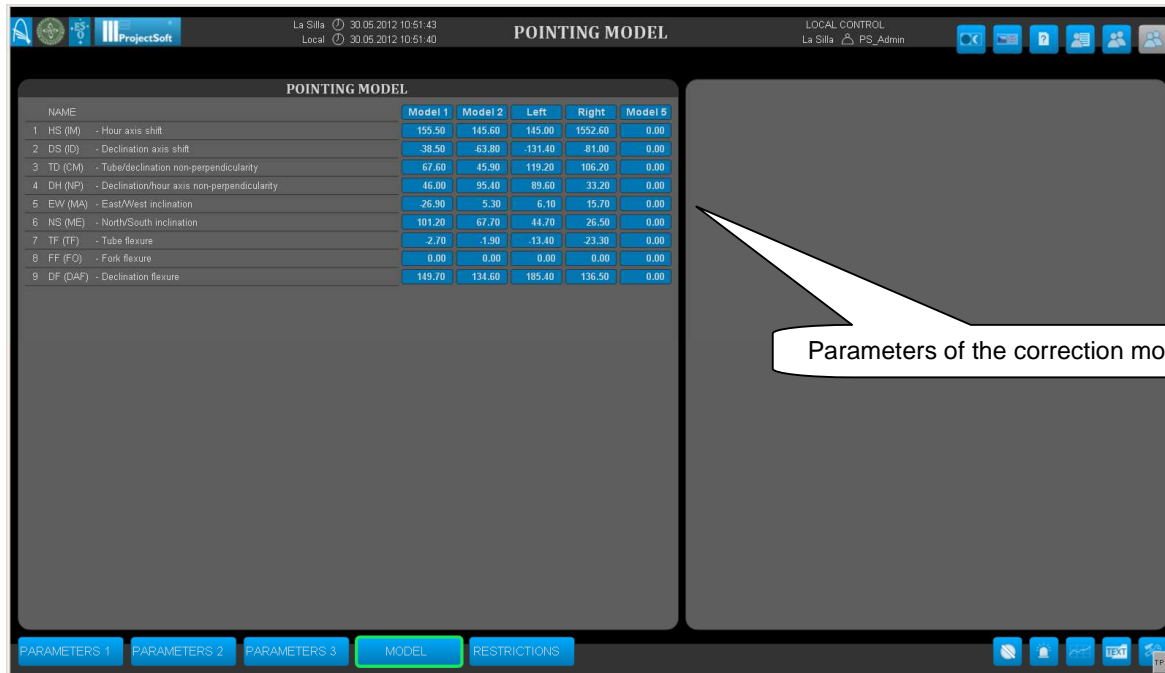 ES
O
ProjectSoft
La Silla 30.05.2012 10:51:43
Local 30.05.2012 10:51:40
POINTING MODEL
LOCAL CONTROL
La Silla PS_Admin
?
POINTING MODEL
NAME Model 1 Model 2 Left Right Model 5
1 HS (IM) - Hour axis shift 155.50 145.60 145.00 1552.60 0.00
2 DS (ID) - Declination axis shift -38.50 -63.80 -131.40 -81.00 0.00
3 TD (CM) - Tube/declination non-perpendicularity 67.60 45.90 119.20 106.20 0.00
4 DH (NP) - Declination/hour axis non-perpendicularity 46.00 95.40 89.60 33.20 0.00
5 EW (MA) - East/West inclination -26.90 5.30 6.10 15.70 0.00
6 NS (ME) - North/South inclination 101.20 67.70 44.70 26.50 0.00
7 TF (TF) - Tube flexure -2.70 -1.90 -13.40 -23.30 0.00
8 FF (FO) - Fork flexure 0.00 0.00 0.00 0.00 0.00
9 DF (DAF) - Declination flexure 149.70 134.60 185.40 136.50 0.00
Parameters of the correction mo
PARAMETERS 1 PARAMETERS 2 PARAMETERS 3 MODEL RESTRICTIONS
TEXT
TP